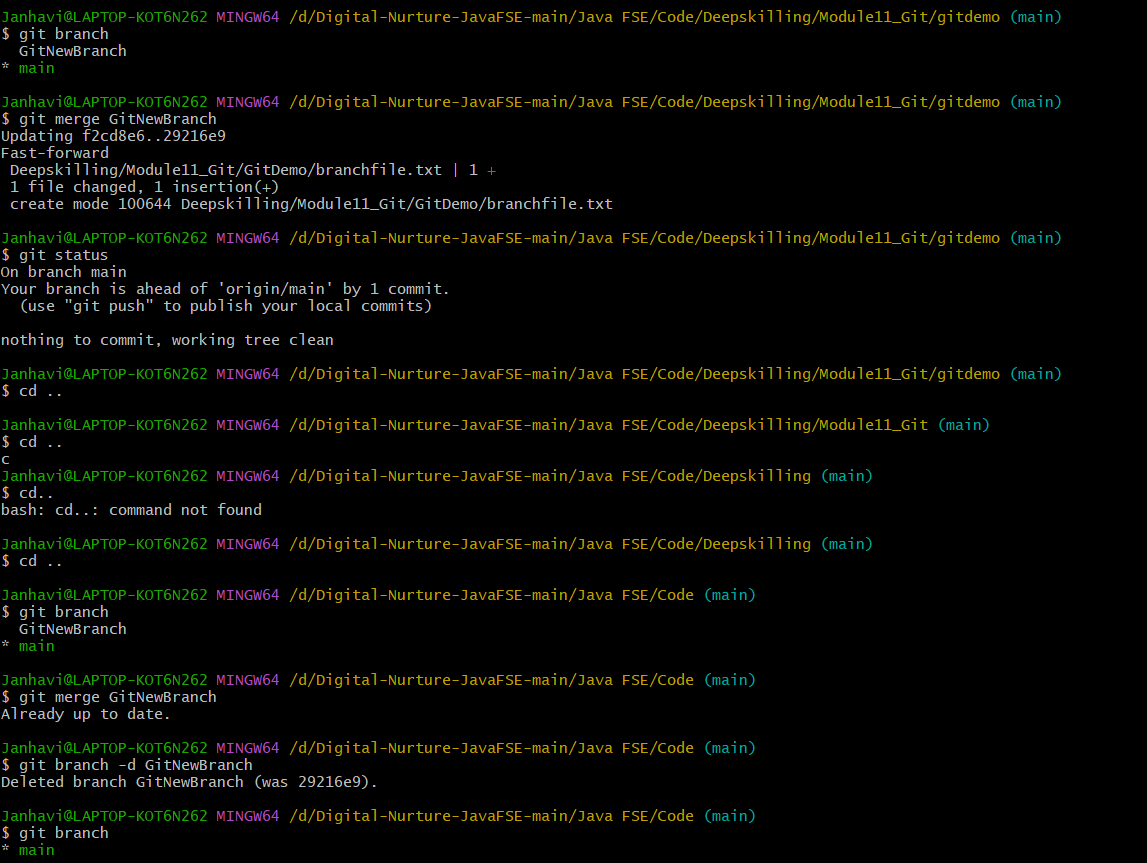 Janhavi@LAPTOP-KOT6N262 MINGW64 /d/Digital-Nurture-JavaFSE-main/Java FSE/Code/Deepskilling/Module11_Git/gitdemo (main)
$ git branch
  GitNewBranch
* main

Janhavi@LAPTOP-KOT6N262 MINGW64 /d/Digital-Nurture-JavaFSE-main/Java FSE/Code/Deepskilling/Module11_Git/gitdemo (main)
$ git merge GitNewBranch
Updating f2cd8e6..29216e9
Fast-forward
 Deepskilling/Module11_Git/GitDemo/branchfile.txt | 1 +
 1 file changed, 1 insertion(+)
 create mode 100644 Deepskilling/Module11_Git/GitDemo/branchfile.txt

Janhavi@LAPTOP-KOT6N262 MINGW64 /d/Digital-Nurture-JavaFSE-main/Java FSE/Code/Deepskilling/Module11_Git/gitdemo (main)
$ git status
On branch main
Your branch is ahead of 'origin/main' by 1 commit.
  (use "git push" to publish your local commits)

nothing to commit, working tree clean

Janhavi@LAPTOP-KOT6N262 MINGW64 /d/Digital-Nurture-JavaFSE-main/Java FSE/Code/Deepskilling/Module11_Git/gitdemo (main)
$ cd ..

Janhavi@LAPTOP-KOT6N262 MINGW64 /d/Digital-Nurture-JavaFSE-main/Java FSE/Code/Deepskilling/Module11_Git (main)
$ cd ..
c
Janhavi@LAPTOP-KOT6N262 MINGW64 /d/Digital-Nurture-JavaFSE-main/Java FSE/Code/Deepskilling (main)
$ cd..
bash: cd..: command not found

Janhavi@LAPTOP-KOT6N262 MINGW64 /d/Digital-Nurture-JavaFSE-main/Java FSE/Code/Deepskilling (main)
$ cd ..

Janhavi@LAPTOP-KOT6N262 MINGW64 /d/Digital-Nurture-JavaFSE-main/Java FSE/Code (main)
$ git branch
  GitNewBranch
* main

Janhavi@LAPTOP-KOT6N262 MINGW64 /d/Digital-Nurture-JavaFSE-main/Java FSE/Code (main)
$ git merge GitNewBranch
Already up to date.

Janhavi@LAPTOP-KOT6N262 MINGW64 /d/Digital-Nurture-JavaFSE-main/Java FSE/Code (main)
$ git branch -d GitNewBranch
Deleted branch GitNewBranch (was 29216e9).

Janhavi@LAPTOP-KOT6N262 MINGW64 /d/Digital-Nurture-JavaFSE-main/Java FSE/Code (main)
$ git branch
* main